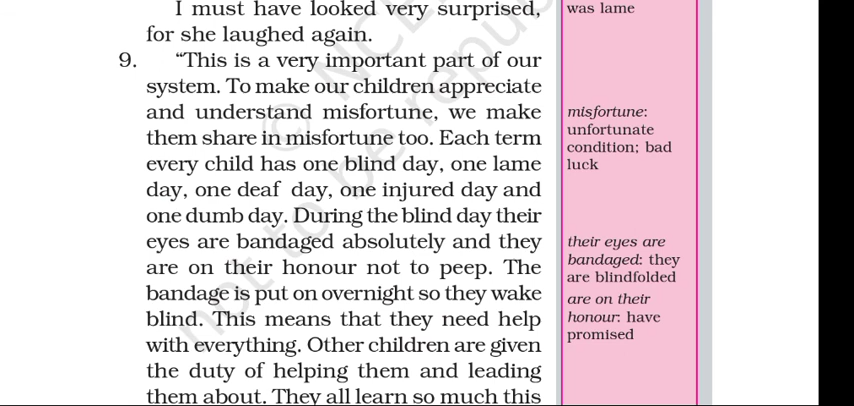 I must have looked very surprised,
for she laughed again.
9. “This is a very important part of our
system. To make our children appreciate
and understand misfortune, we make
them share in misfortune too. Each term
every child has one blind day, one lame
day, one deaf day, one injured day and
one dumb day. During the blind day their
eyes are bandaged absolutely and they
are on their honour not to peep. The
bandage is put on overnight so they wake
blind. This means that they need help
with everything. Other children are given
the duty of helping them and leading
them about. They all learn so much this
was lame
misfortune:
unfortunate
condition; bad
luck
their eyes are
bandaged: they
are blindfolded
are on their
honour: have
promised
not to be repu
© NCE